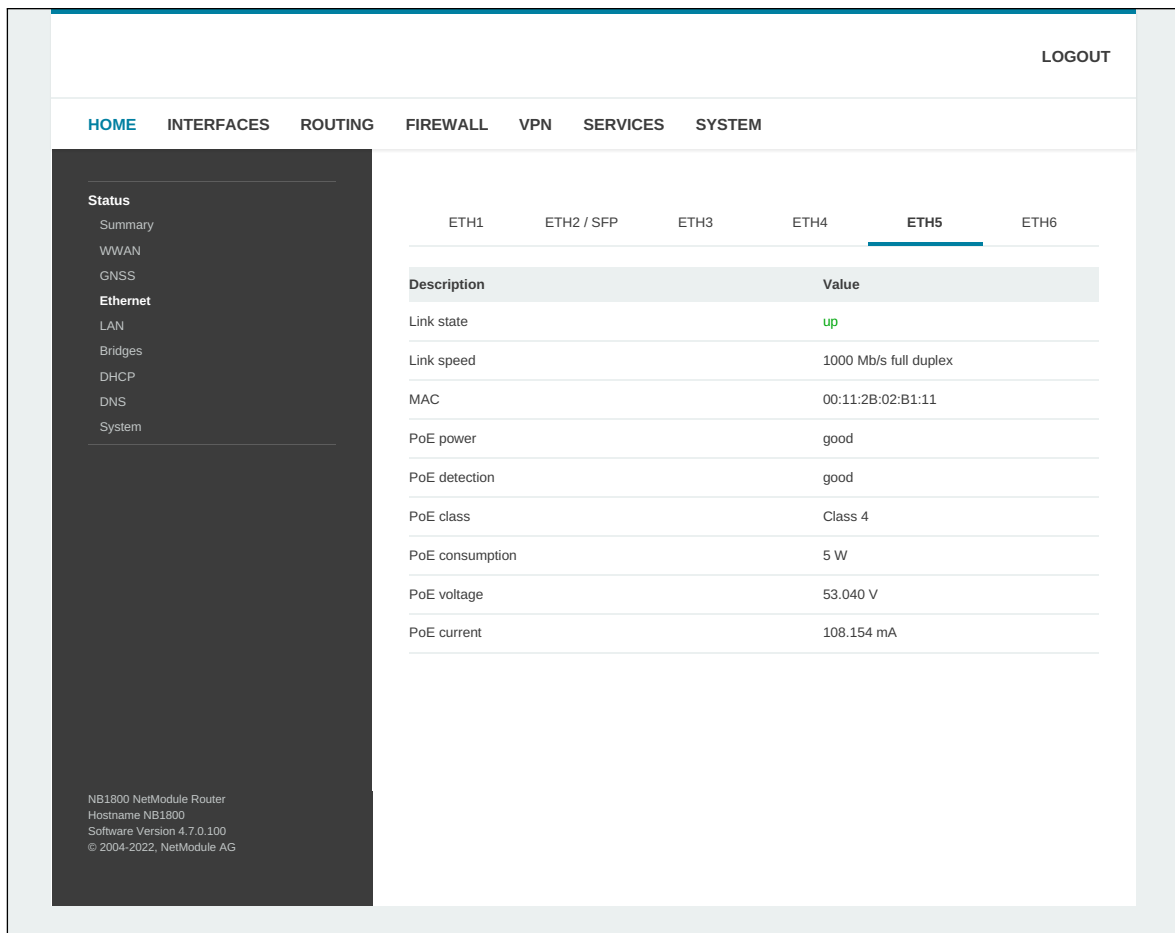 LOGOUT
HOME INTERFACES ROUTING FIREWALL VPN SERVICES SYSTEM
Status
Summary
WWAN
GNSS
Ethernet
LAN
Bridges
DHCP
DNS
System
NB1800 NetModule Router
Hostname NB1800
Software Version 4.7.0.100
© 2004-2022, NetModule AG
ETH1 ETH2 / SFP ETH3 ETH4 ETH5 ETH6
Description Value
Link state up
Link speed 1000 Mb/s full duplex
MAC 00:11:2B:02:B1:11
PoE power good
PoE detection good
PoE class Class 4
PoE consumption 5 W
PoE voltage 53.040 V
PoE current 108.154 mA